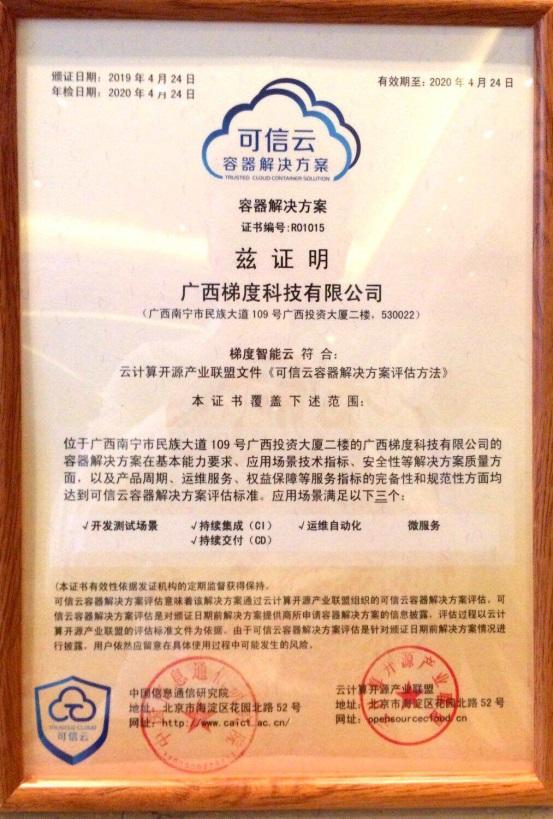 颁证日期：2019 年 4 月 24 日
年检日期：2020 年 4 月 24 日
有效期至：2020 年 4 月 24 日
可信云
容器解决方案
TRUSTED CLOUD CONTAINER SOLUTION
容器解决方案
证书编号:R01015
兹 证 明
广西梯度科技有限公司
（广西南宁市民族大道 109 号广西投资大厦二楼，530022）
梯度智能云 符 合：
云计算开源产业联盟文件《可信云容器解决方案评估方法》
本 证 书 覆 盖 下 述 范 围：
位于广西南宁市民族大道 109 号广西投资大厦二楼的广西梯度科技有限公司的
容器解决方案在基本能力要求、应用场景技术指标、安全性等解决方案质量方
面，以及产品周期、运维服务、权益保障等服务指标的完备性和规范性方面均
达到可信云容器解决方案评估标准。应用场景满足以下三个：
√开发测试场景 √持续集成（CI） √运维自动化 微服务
√持续交付（CD）
(本证书有效性依据发证机构的定期监督获得保持。
可信云容器解决方案评估意味着该解决方案通过云计算开源产业联盟组织的可信云容器解决方案评估。可
信云容器解决方案评估是对颁证日期前解决方案提供商所申请容器解决方案的信息披露，评估过程以云计
算开源产业联盟的评估标准文件为依据。由于可信云容器解决方案评估是针对颁证日期前解决方案情况进
行披露，用户依然应留意在具体使用过程中可能发生的风险。
TRUSTED CLOUD
可信云
中国信息通信研究院
地址：北京市海淀区花园北路 52 号
网址：http://www.caict.ac.cn/
云计算开源产业联盟
地址：北京市海淀区花园北路 52 号
网址：opensourcecloud.cn